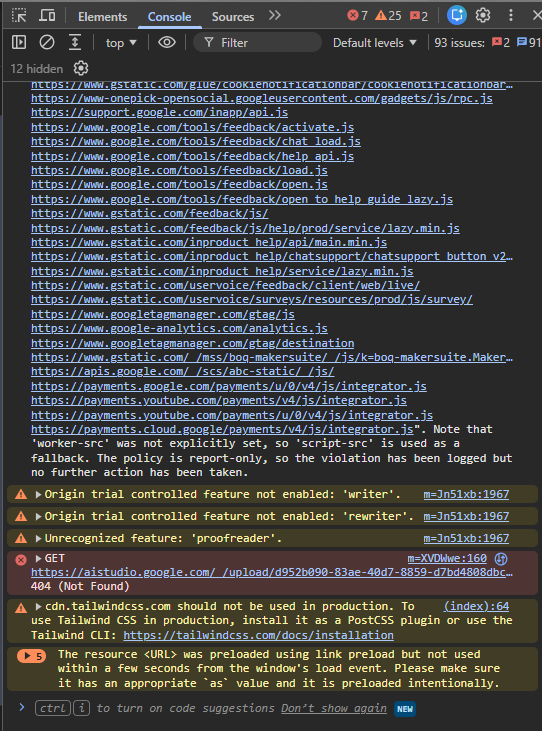 Elements Console Sources 7 25 2
top Filter Default levels 93 issues: 2 91
12 hidden
https://www.gstatic.com/glue/cookienotificationbar/cookienotificationbar…
https://www-onepick-opensocial.googleusercontent.com/gadgets/js/rpc.js
https://support.google.com/inapp/api.js
https://www.google.com/tools/feedback/activate.js
https://www.google.com/tools/feedback/chat_load.js
https://www.google.com/tools/feedback/help_api.js
https://www.google.com/tools/feedback/load.js
https://www.google.com/tools/feedback/open.js
https://www.google.com/tools/feedback/open_to_help_guide_lazy.js
https://www.gstatic.com/feedback/js/
https://www.gstatic.com/feedback/js/help/prod/service/lazy.min.js
https://www.gstatic.com/inproduct_help/api/main.min.js
https://www.gstatic.com/inproduct_help/chatsupport/chatsupport_button_v2…
https://www.gstatic.com/inproduct_help/service/lazy.min.js
https://www.gstatic.com/uservoice/feedback/client/web/live/
https://www.gstatic.com/uservoice/surveys/resources/prod/js/survey/
https://www.googletagmanager.com/gtag/js
https://www.google-analytics.com/analytics.js
https://www.googletagmanager.com/gtag/destination
https://www.gstatic.com/_/mss/boq-makersuite/_/js/k=boq-makersuite.Maker…
https://apis.google.com/_/scs/abc-static/_/js/
https://payments.google.com/payments/u/0/v4/js/integrator.js
https://payments.youtube.com/payments/v4/js/integrator.js
https://payments.youtube.com/payments/u/0/v4/js/integrator.js
https://payments.cloud.google/payments/v4/js/integrator.js". Note that
'worker-src' was not explicitly set, so 'script-src' is used as a
fallback. The policy is report-only, so the violation has been logged but
no further action has been taken.
Origin trial controlled feature not enabled: 'writer'. m=Jn51xb:1967
Origin trial controlled feature not enabled: 'rewriter'. m=Jn51xb:1967
Unrecognized feature: 'proofreader'. m=Jn51xb:1967
GET m=XVDWwe:160
https://aistudio.google.com/_/upload/d952b090-83ae-40d7-8859-d7bd4808dbc…
404 (Not Found)
cdn.tailwindcss.com should not be used in production. To (index):64
use Tailwind CSS in production, install it as a PostCSS plugin or use the
Tailwind CLI: https://tailwindcss.com/docs/installation
5 The resource <URL> was preloaded using link preload but not used
within a few seconds from the window's load event. Please make sure
it has an appropriate `as` value and it is preloaded intentionally.
ctrl i to turn on code suggestions Don't show again NEW